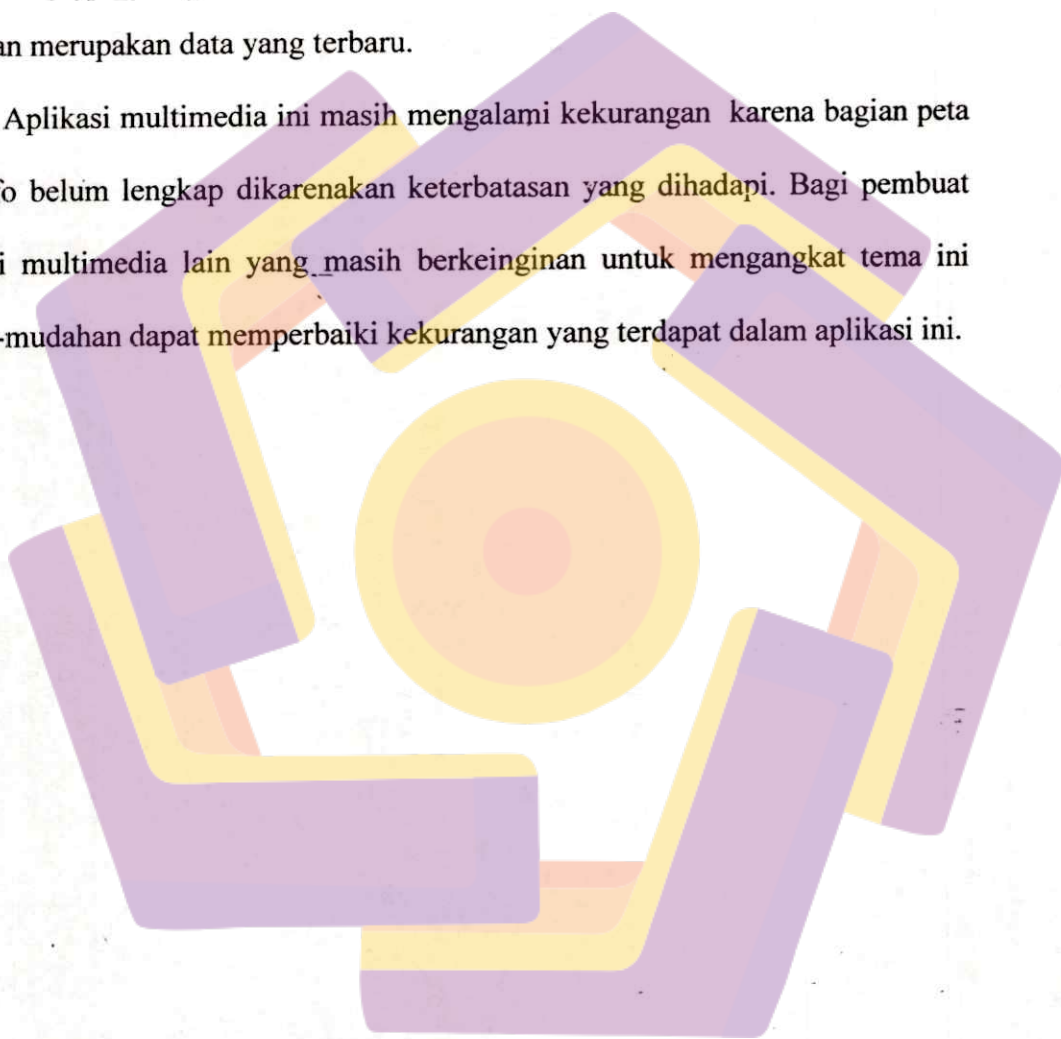 an merupakan data yang terbaru.
Aplikasi multimedia ini masih mengalami kekurangan karena bagian peta
fo belum lengkap dikarenakan keterbatasan yang dihadapi. Bagi pembuat
i multimedia lain yang masih berkeinginan untuk mengangkat tema ini
-mudahan dapat memperbaiki kekurangan yang terdapat dalam aplikasi ini.